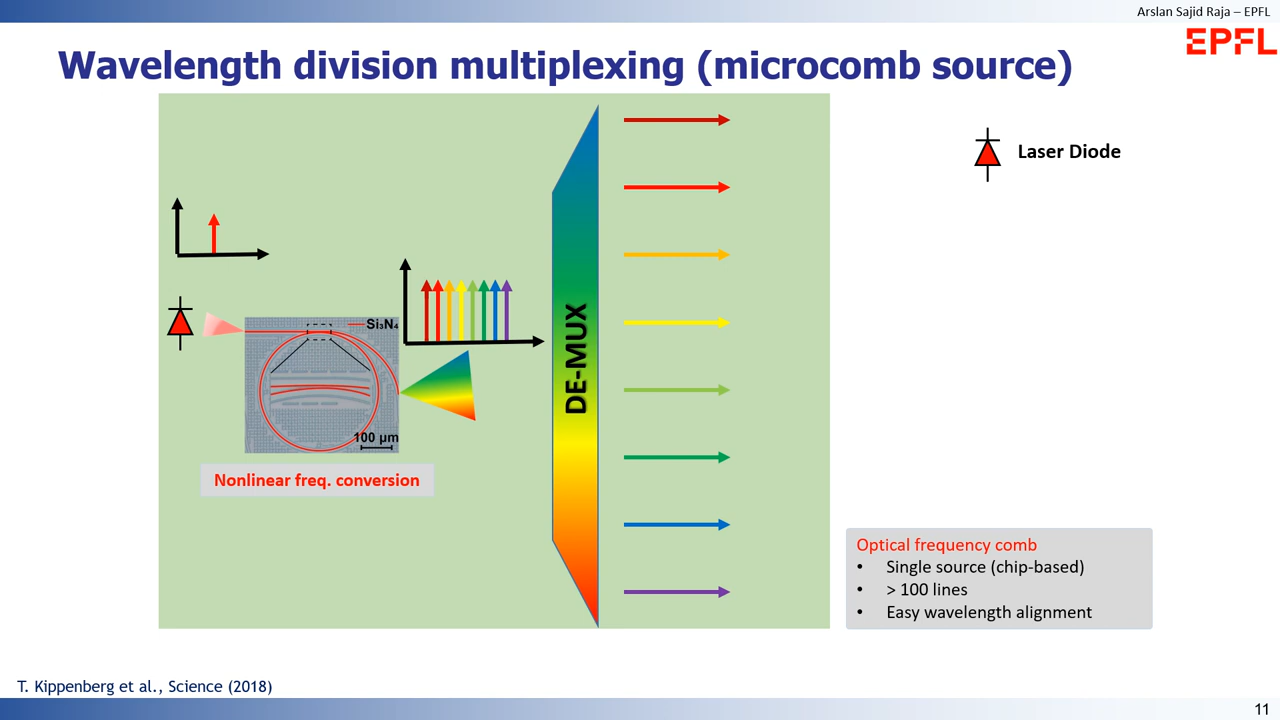 Arslan Sajid Raja – EPFL
EPFL
Wavelength division multiplexing (microcomb source)
Laser Diode
Si₃N₄
DE-MUX
100 µm
Nonlinear freq. conversion
Optical frequency comb
• Single source (chip-based)
• > 100 lines
• Easy wavelength alignment
T. Kippenberg et al., Science (2018)
11